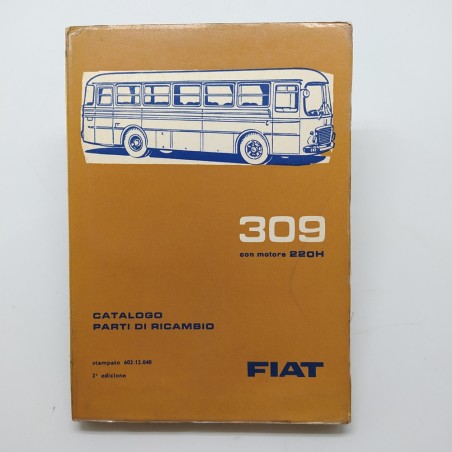 309
con motore 220H
CATALOGO
PARTI DI RICAMBIO
stampato 603.12.040
2ª edizione
FIAT